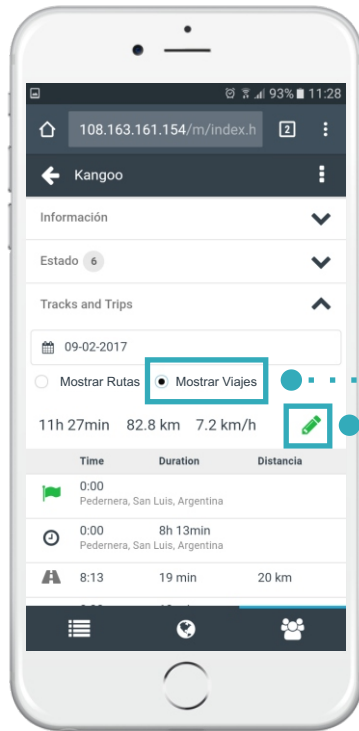 93% 11:28
108.163.161.154/m/index.h 2
Kangoo
Información
Estado 6
Tracks and Trips
09-02-2017
Mostrar Rutas Mostrar Viajes
11h 27min 82.8 km 7.2 km/h
Time Duration Distancia
0:00
Pedernera, San Luis, Argentina
0:00 8h 13min
Pedernera, San Luis, Argentina
8:13 19 min 20 km